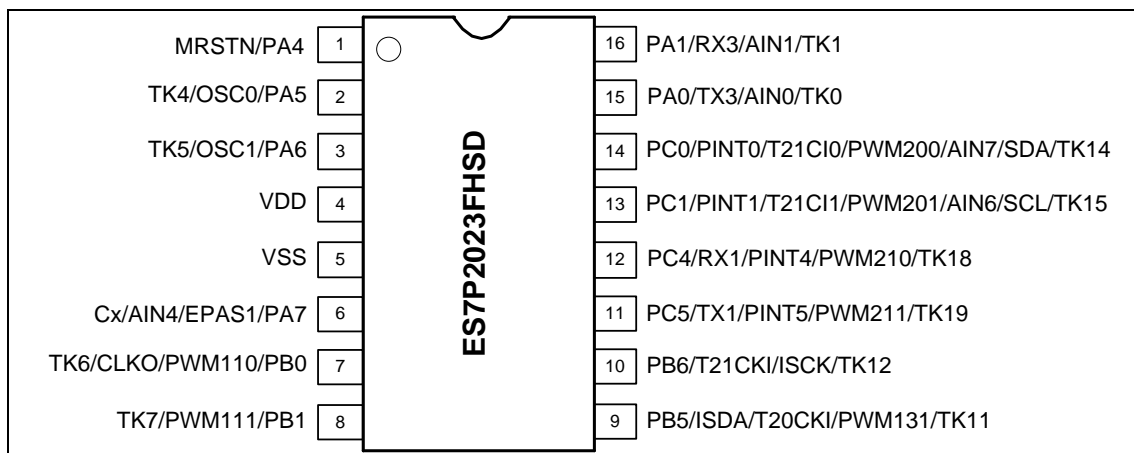 MRSTN/PA4 1 16 PA1/RX3/AIN1/TK1
TK4/OSC0/PA5 2 15 PA0/TX3/AIN0/TK0
TK5/OSC1/PA6 3 14 PC0/PINT0/T21CI0/PWM200/AIN7/SDA/TK14
VDD 4 13 PC1/PINT1/T21CI1/PWM201/AIN6/SCL/TK15
VSS 5 12 PC4/RX1/PINT4/PWM210/TK18
Cx/AIN4/EPAS1/PA7 6 11 PC5/TX1/PINT5/PWM211/TK19
TK6/CLKO/PWM110/PB0 7 10 PB6/T21CKI/ISCK/TK12
TK7/PWM111/PB1 8 9 PB5/ISDA/T20CKI/PWM131/TK11
ES7P2023FHSD